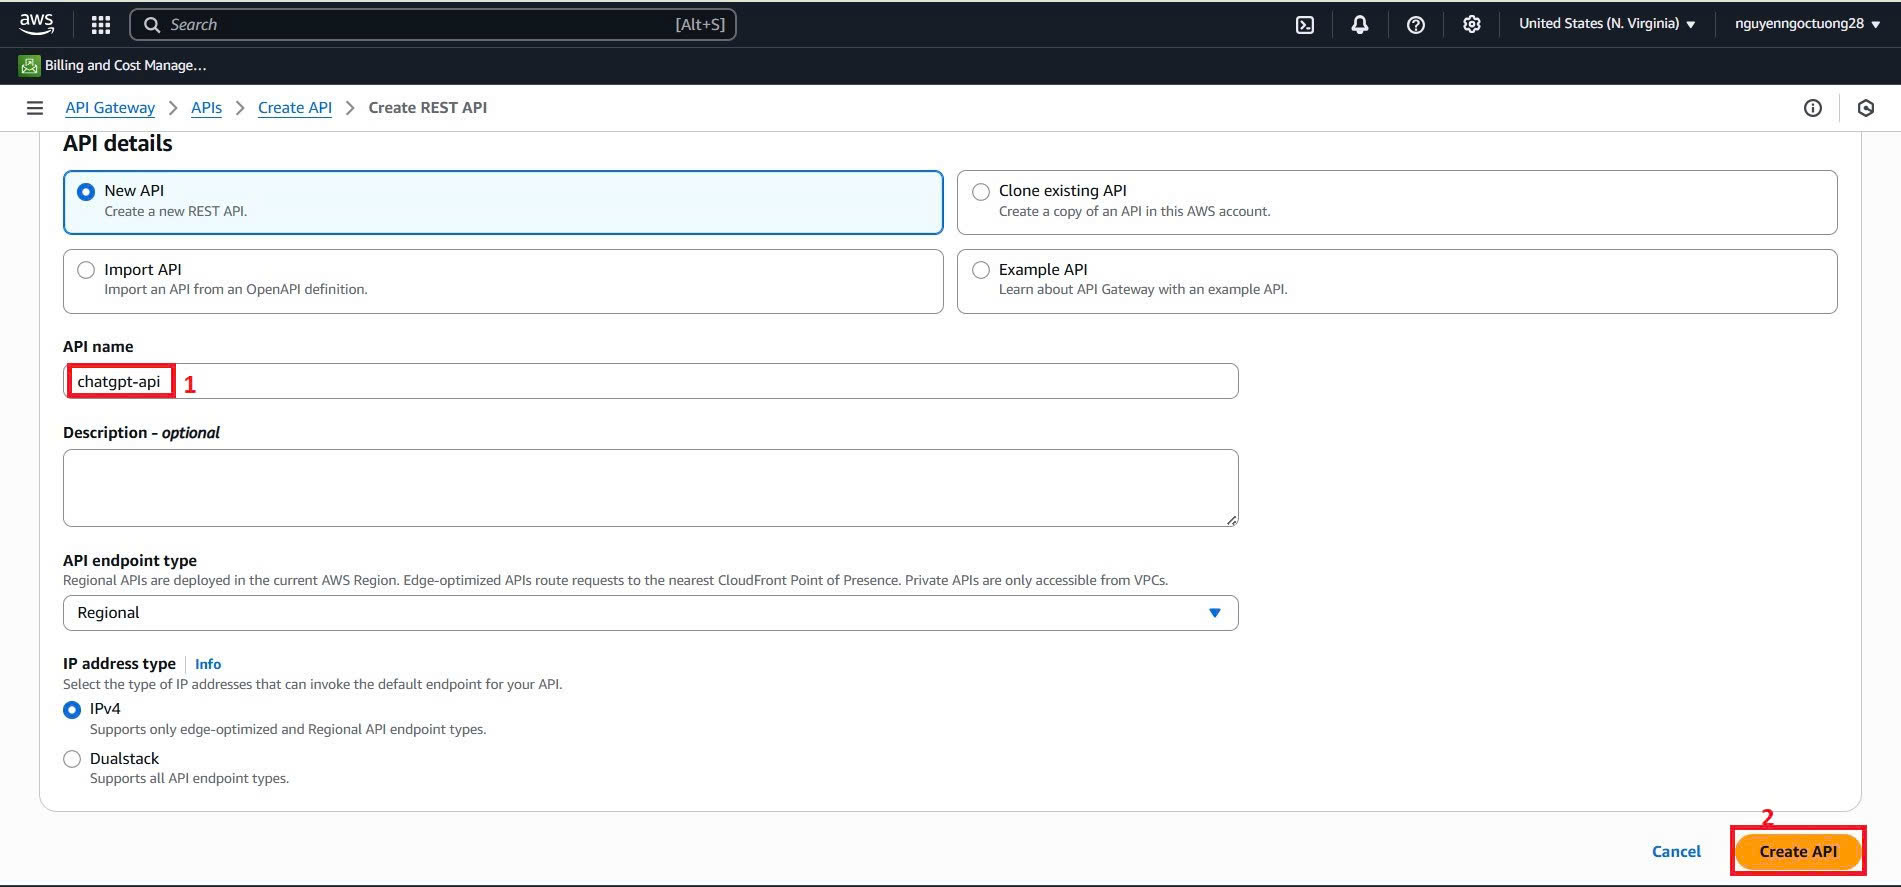 aws
Search [Alt+S]
United States (N. Virginia)
nguyenngoctuong28
Billing and Cost Manage...
API Gateway > APIs > Create API > Create REST API
API details
New API
Create a new REST API.
Clone existing API
Create a copy of an API in this AWS account.
Import API
Import an API from an OpenAPI definition.
Example API
Learn about API Gateway with an example API.
API name
chatgpt-api 1
Description - optional
API endpoint type
Regional APIs are deployed in the current AWS Region. Edge-optimized APIs route requests to the nearest CloudFront Point of Presence. Private APIs are only accessible from VPCs.
Regional
IP address type Info
Select the type of IP addresses that can invoke the default endpoint for your API.
IPv4
Supports only edge-optimized and Regional API endpoint types.
Dualstack
Supports all API endpoint types.
2
Cancel
Create API